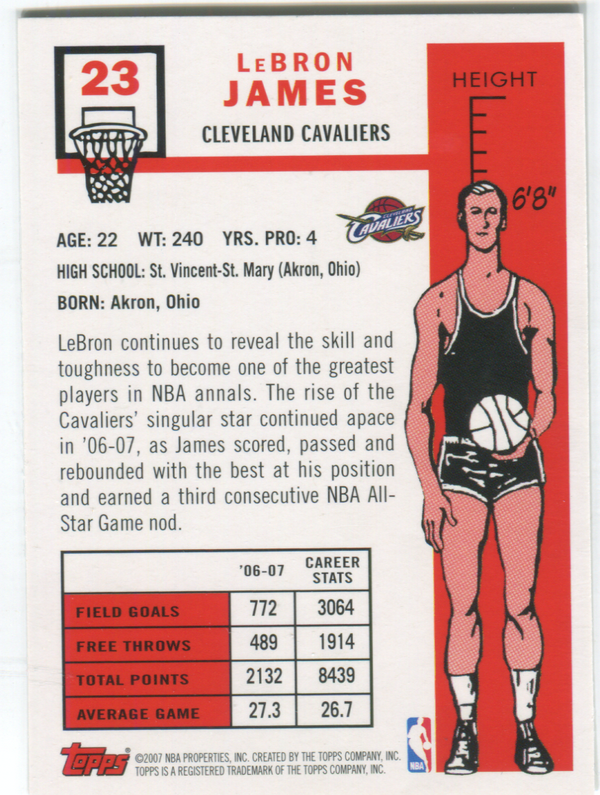 23
LEBRON
JAMES
CLEVELAND CAVALIERS
HEIGHT
6'8"
CLEVELAND
CAVALIERS
AGE: 22 WT: 240 YRS. PRO: 4
HIGH SCHOOL: St. Vincent-St. Mary (Akron, Ohio)
BORN: Akron, Ohio
LeBron continues to reveal the skill and
toughness to become one of the greatest
players in NBA annals. The rise of the
Cavaliers' singular star continued apace
in '06-07, as James scored, passed and
rebounded with the best at his position
and earned a third consecutive NBA All-
Star Game nod.
'06-07 CAREER STATS
FIELD GOALS 772 3064
FREE THROWS 489 1914
TOTAL POINTS 2132 8439
AVERAGE GAME 27.3 26.7
topps
©2007 NBA PROPERTIES, INC. CREATED BY THE TOPPS COMPANY, INC.
TOPPS IS A REGISTERED TRADEMARK OF THE TOPPS COMPANY, INC.
NBA